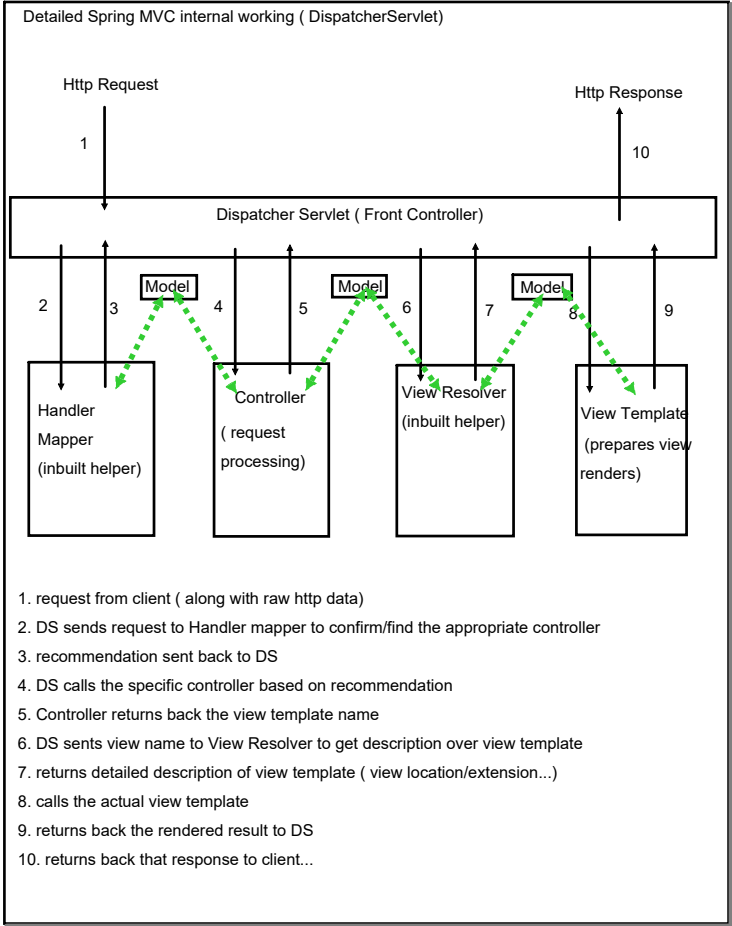 Detailed Spring MVC internal working ( DispatcherServlet)
Http Request
Http Response
1
10
Dispatcher Servlet ( Front Controller)
Model
Model
Model
2
3
4
5
6
7
8
9
Handler
Mapper
(inbuilt helper)
Controller
( request
processing)
View Resolver
(inbuilt helper)
View Template
(prepares view
renders)
1. request from client ( along with raw http data)
2. DS sends request to Handler mapper to confirm/find the appropriate controller
3. recommendation sent back to DS
4. DS calls the specific controller based on recommendation
5. Controller returns back the view template name
6. DS sents view name to View Resolver to get description over view template
7. returns detailed description of view template ( view location/extension...)
8. calls the actual view template
9. returns back the rendered result to DS
10. returns back that response to client...